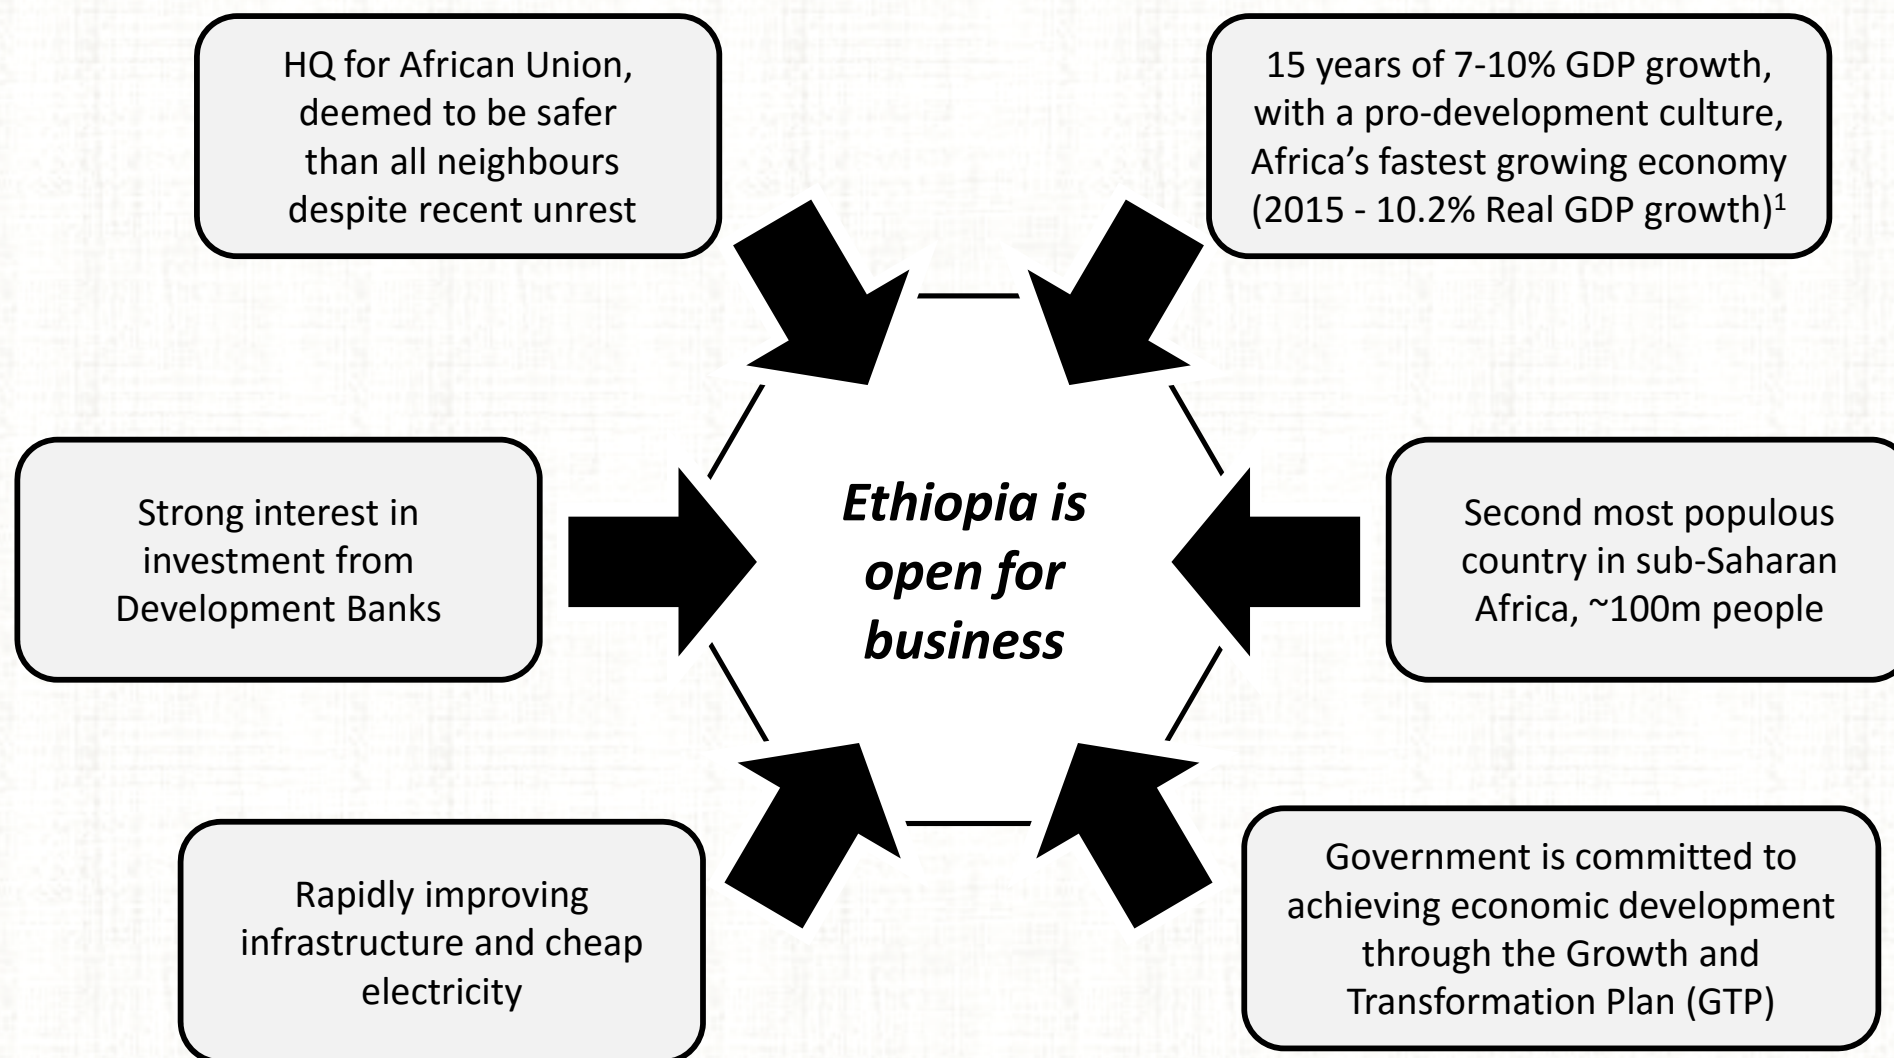 HQ for African Union,
deemed to be safer
than all neighbours
despite recent unrest
15 years of 7-10% GDP growth,
with a pro-development culture,
Africa’s fastest growing economy
(2015 - 10.2% Real GDP growth)¹
Strong interest in
investment from
Development Banks
Ethiopia is
open for
business
Second most populous
country in sub-Saharan
Africa, ~100m people
Rapidly improving
infrastructure and cheap
electricity
Government is committed to
achieving economic development
through the Growth and
Transformation Plan (GTP)